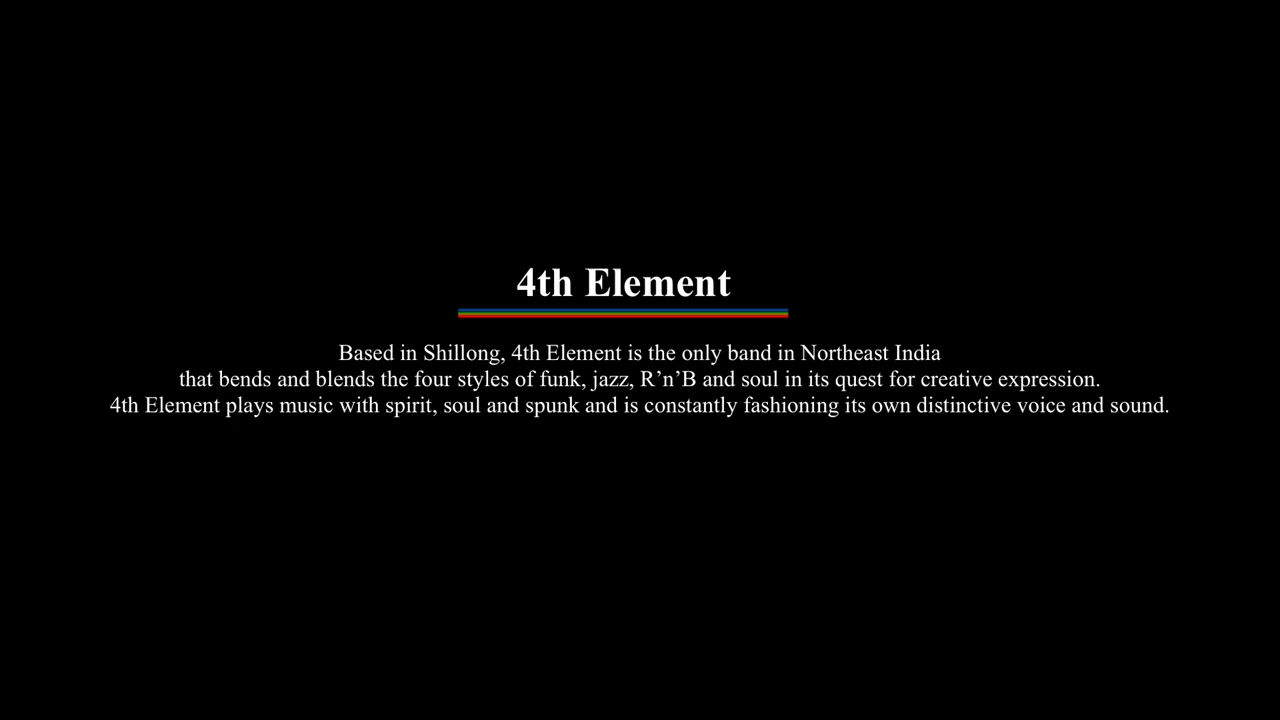 4th Element
Based in Shillong, 4th Element is the only band in Northeast India
that bends and blends the four styles of funk, jazz, R’n’B and soul in its quest for creative expression.
4th Element plays music with spirit, soul and spunk and is constantly fashioning its own distinctive voice and sound.